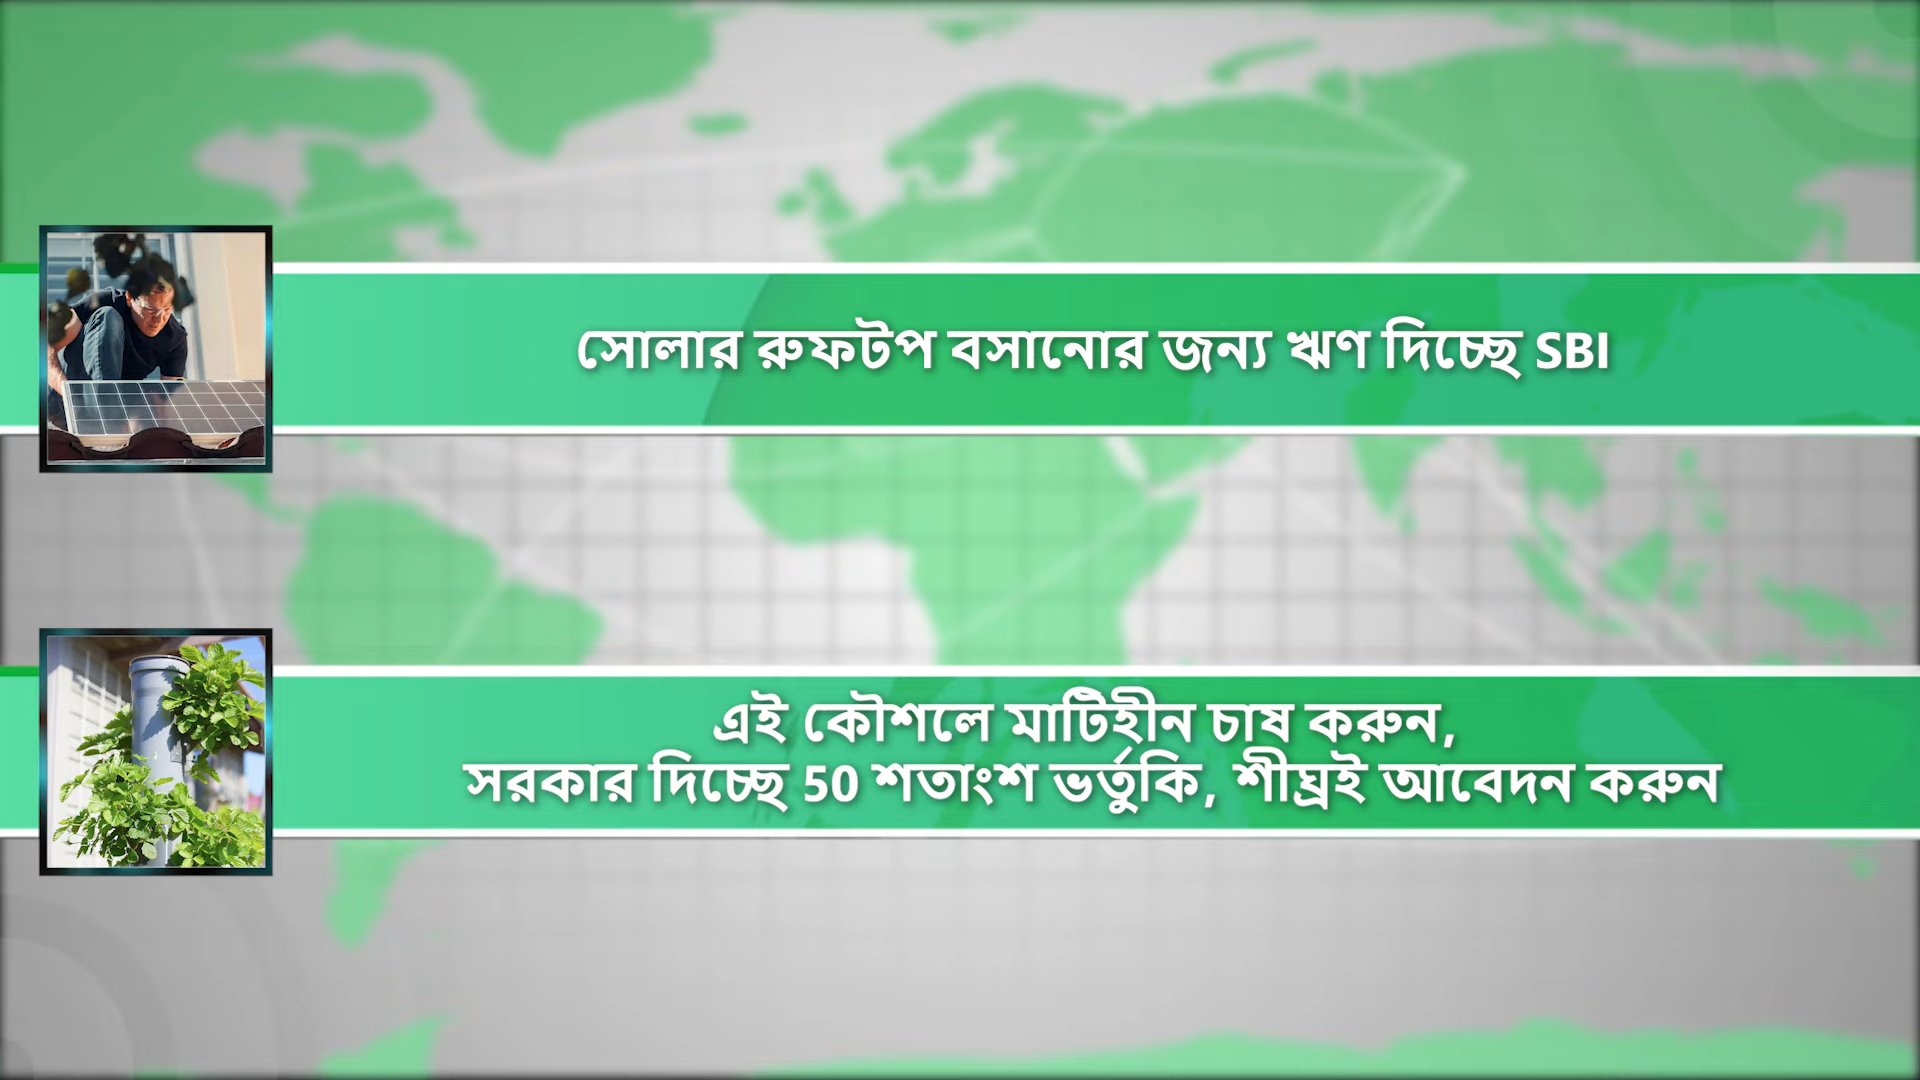 সোলার রুফটপ বসানোর জন্য ঋণ দিচ্ছে SBI
এই কৌশলে মাটিহীন চাষ করুন,
সরকার দিচ্ছে 50 শতাংশ ভর্তুকি, শীঘ্রই আবেদন করুন